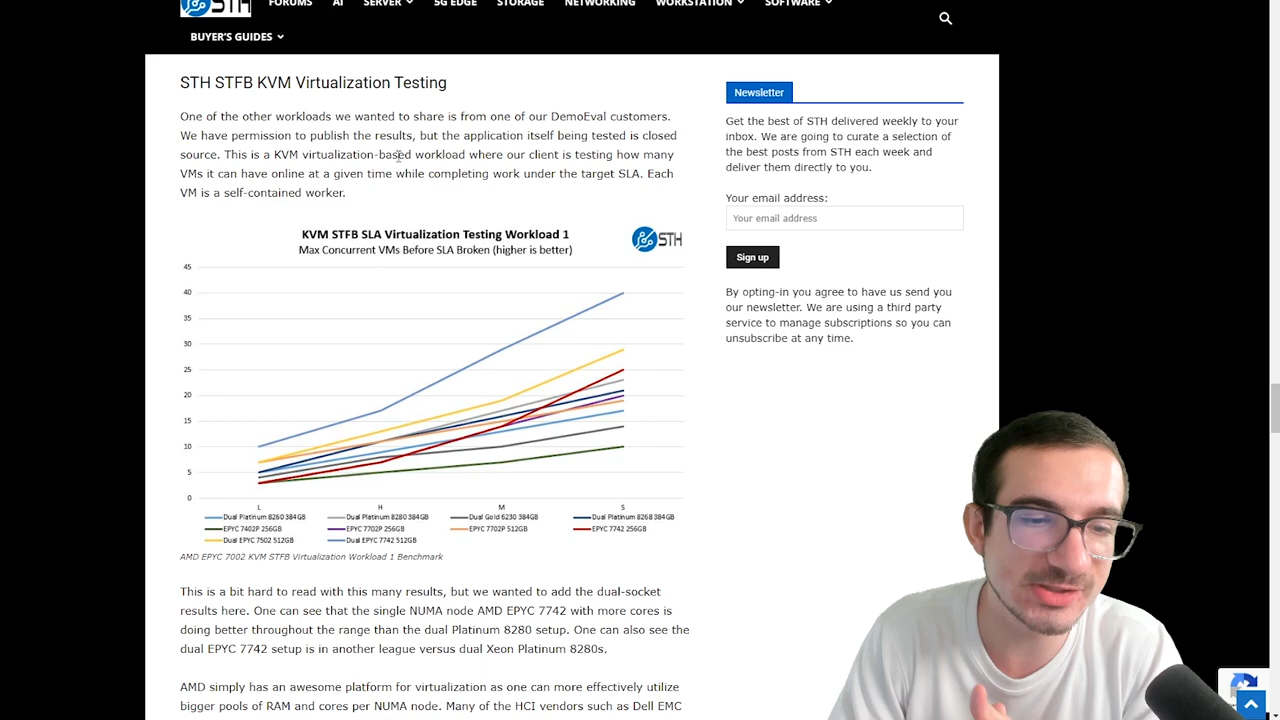 STH
FORUMS AI SERVER 5G EDGE STORAGE NETWORKING WORKSTATION SOFTWARE
BUYER'S GUIDES
STH STFB KVM Virtualization Testing
One of the other workloads we wanted to share is from one of our DemoEval customers.
We have permission to publish the results, but the application itself being tested is closed
source. This is a KVM virtualization-based workload where our client is testing how many
VMs it can have online at a given time while completing work under the target SLA. Each
VM is a self-contained worker.
KVM STFB SLA Virtualization Testing Workload 1
Max Concurrent VMs Before SLA Broken (higher is better)
STH
45
40
35
30
25
20
15
10
5
0
L H M S
Dual Platinum 8260 384GB Dual Platinum 8280 384GB Dual Gold 6230 384GB Dual Platinum 8268 384GB
EPYC 7402P 256GB EPYC 7702P 256GB EPYC 7702P 512GB EPYC 7742 256GB
Dual EPYC 7502 512GB Dual EPYC 7742 512GB
AMD EPYC 7002 KVM STFB Virtualization Workload 1 Benchmark
This is a bit hard to read with this many results, but we wanted to add the dual-socket
results here. One can see that the single NUMA node AMD EPYC 7742 with more cores is
doing better throughout the range than the dual Platinum 8280 setup. One can also see the
dual EPYC 7742 setup is in another league versus dual Xeon Platinum 8280s.
AMD simply has an awesome platform for virtualization as one can more effectively utilize
bigger pools of RAM and cores per NUMA node. Many of the HCI vendors such as Dell EMC
Newsletter
Get the best of STH delivered weekly to your
inbox. We are going to curate a selection of
the best posts from STH each week and
deliver them directly to you.
Your email address:
Your email address
Sign up
By opting-in you agree to have us send you
our newsletter. We are using a third party
service to manage subscriptions so you can
unsubscribe at any time.